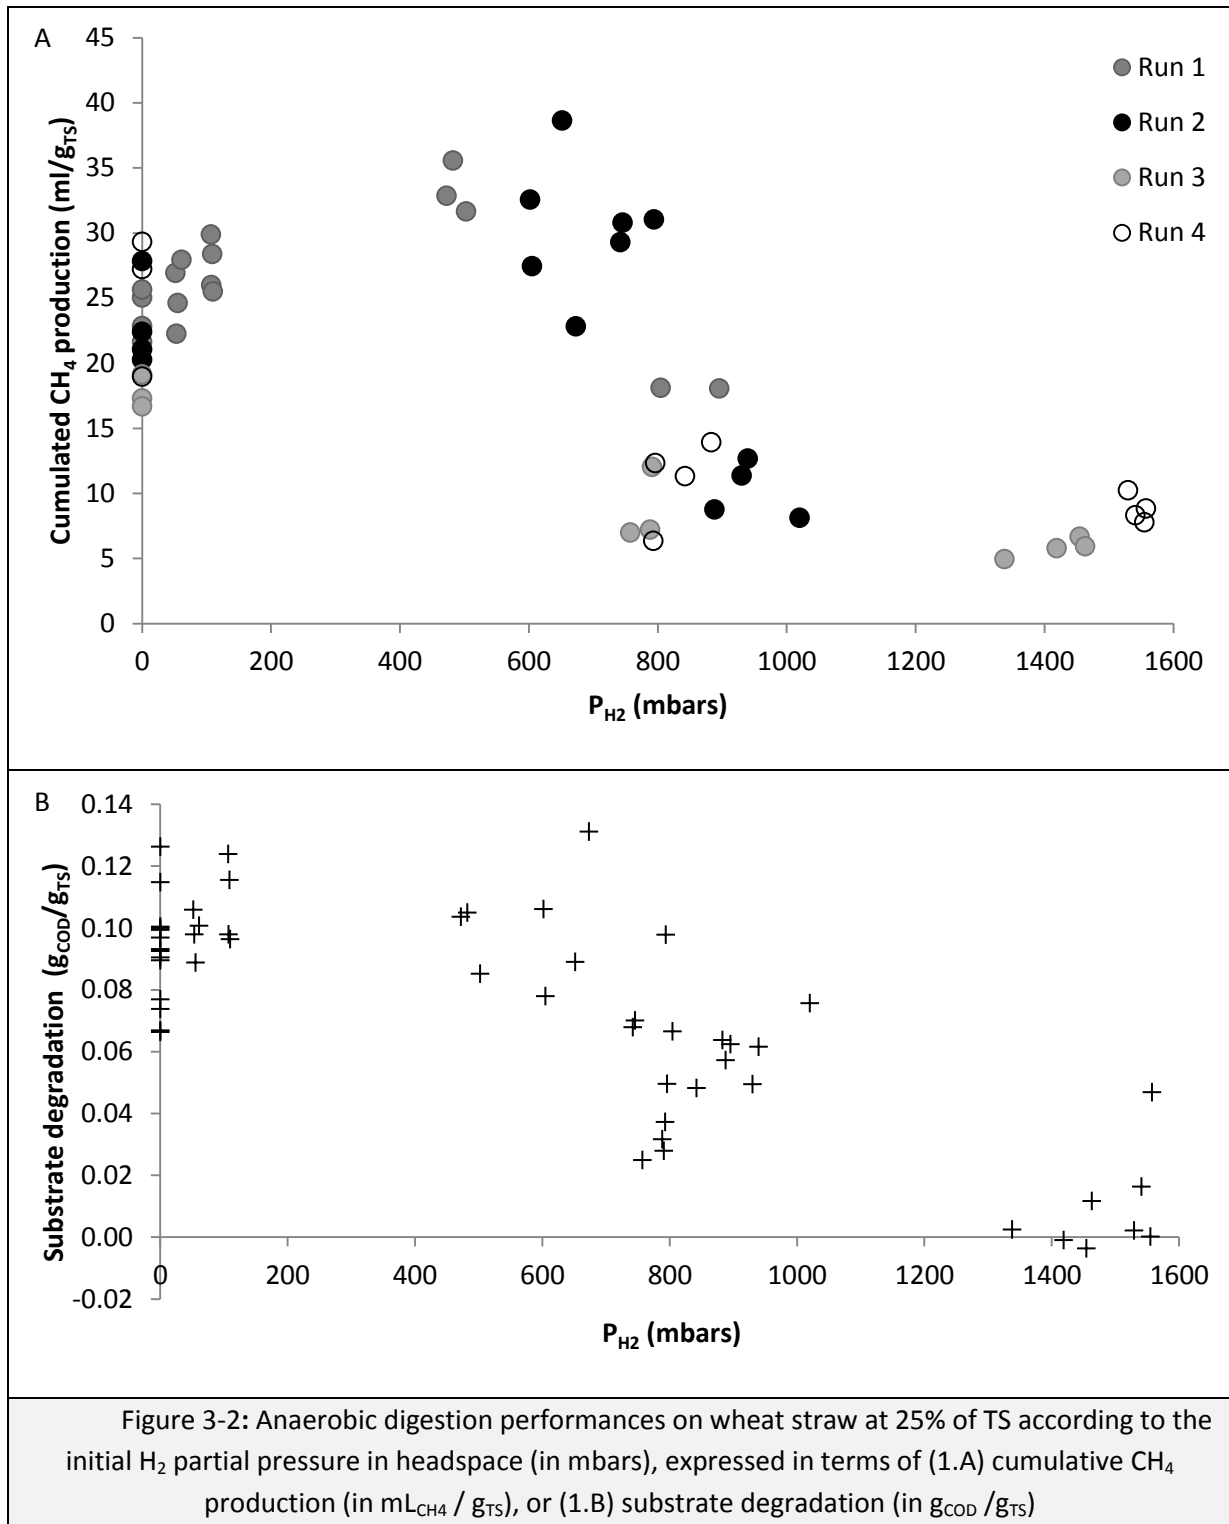 A
45
40
35
30
25
20
15
10
5
0
Cumulated CH₄ production (ml/gTS)
Run 1
Run 2
Run 3
Run 4
0 200 400 600 800 1000 1200 1400 1600
PH2 (mbars)
B
0.14
0.12
0.10
0.08
0.06
0.04
0.02
0.00
-0.02
Substrate degradation (gCOD/gTS)
0 200 400 600 800 1000 1200 1400 1600
PH2 (mbars)
Figure 3-2: Anaerobic digestion performances on wheat straw at 25% of TS according to the
initial H₂ partial pressure in headspace (in mbars), expressed in terms of (1.A) cumulative CH₄
production (in mLCH4 / gTS), or (1.B) substrate degradation (in gCOD /gTS)